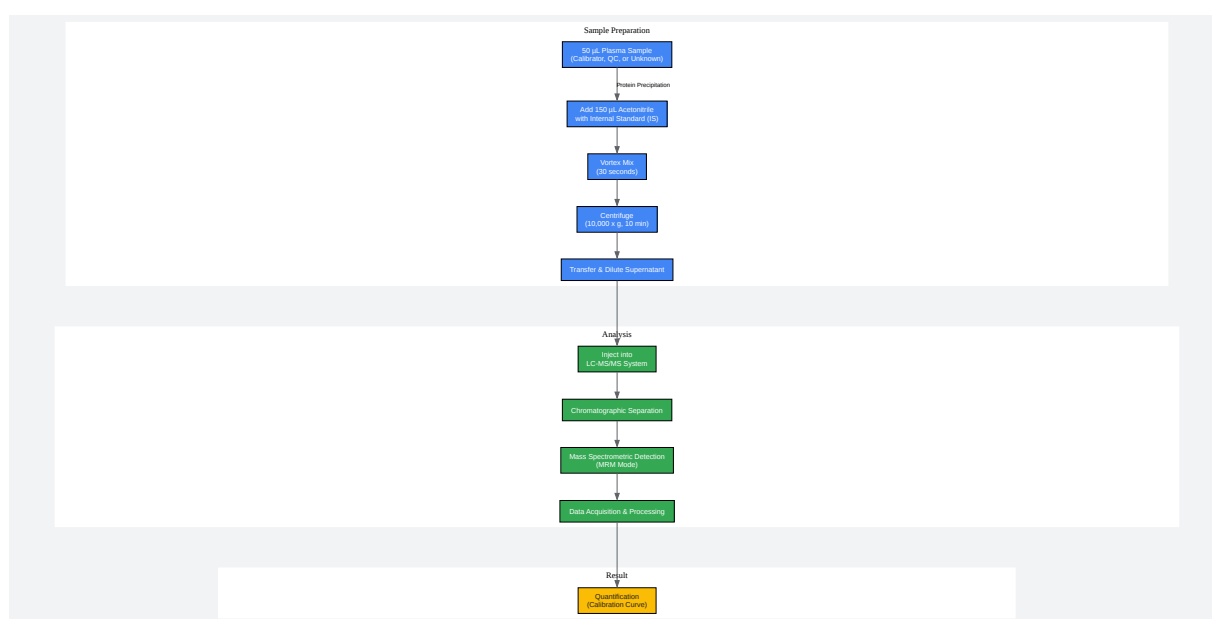 Sample Preparation
50 µL Plasma Sample
(Calibrator, QC, or Unknown)
Protein Precipitation
Add 150 µL Acetonitrile
with Internal Standard (IS)
Vortex Mix
(30 seconds)
Centrifuge
(10,000 x g, 10 min)
Transfer & Dilute Supernatant
Analysis
Inject into
LC-MS/MS System
Chromatographic Separation
Mass Spectrometric Detection
(MRM Mode)
Data Acquisition & Processing
Result
Quantification
(Calibration Curve)